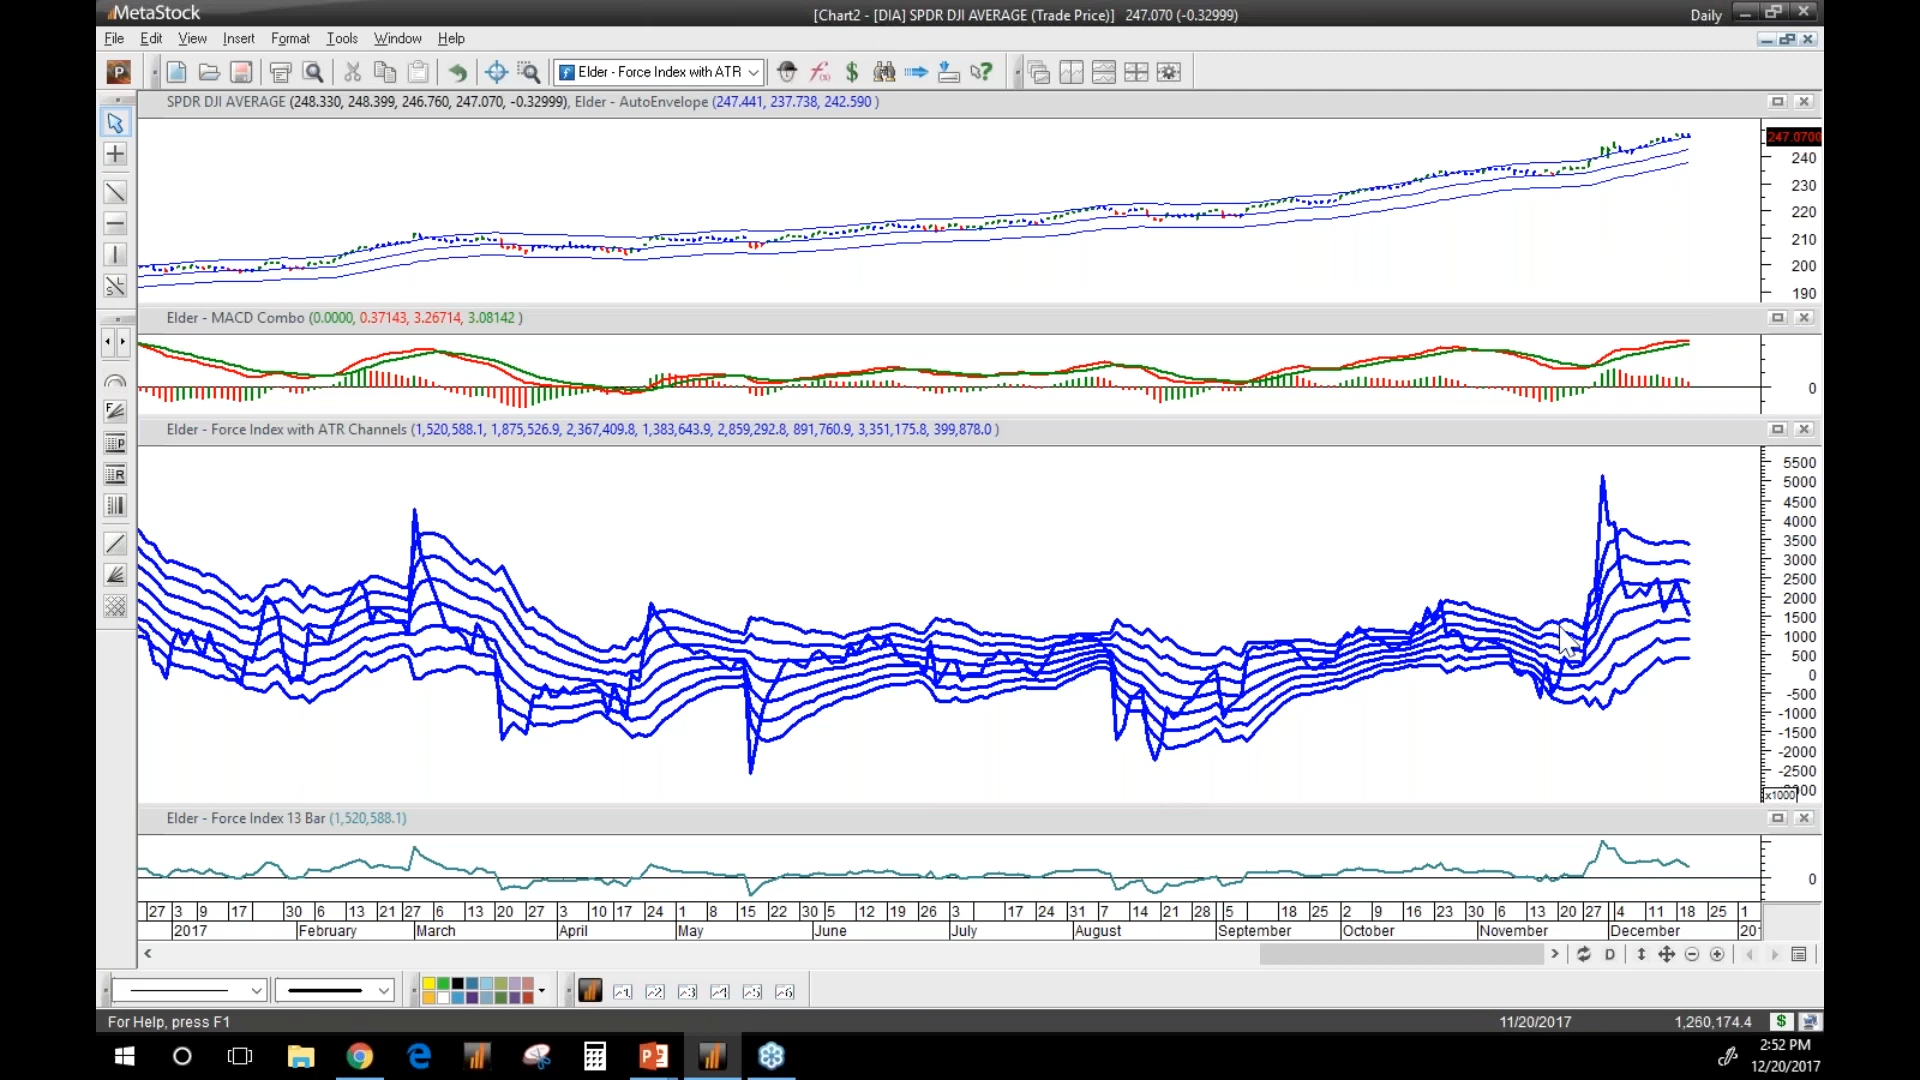 MetaStock
[Chart2 - [DIA] SPDR DJI AVERAGE (Trade Price)] 247.070 (-0.32999)
Daily
File Edit View Insert Format Tools Window Help
P
Elder - Force Index with ATR
SPDR DJI AVERAGE (248.330, 248.399, 246.760, 247.070, -0.32999), Elder - AutoEnvelope (247.441, 237.738, 242.590 )
247.0700
240
230
220
210
200
190
Elder - MACD Combo (0.0000, 0.37143, 3.26714, 3.08142 )
0
Elder - Force Index with ATR Channels (1,520,588.1, 1,875,526.9, 2,367,409.8, 1,383,643.9, 2,859,292.8, 891,760.9, 3,351,175.8, 399,878.0 )
5500
5000
4500
4000
3500
3000
2500
2000
1500
1000
500
0
-500
-1000
-1500
-2000
-2500
x1000
Elder - Force Index 13 Bar (1,520,588.1)
0
27 3 9 17 30 6 13 21 27 6 13 20 27 3 10 17 24 1 8 15 22 30 5 12 19 26 3 17 24 31 7 14 21 28 5 18 25 2 9 16 23 30 6 13 20 27 4 11 18 25 1
2017 February March April May June July August September October November December 20
D
For Help, press F1
11/20/2017 1,260,174.4 $
2:52 PM
12/20/2017